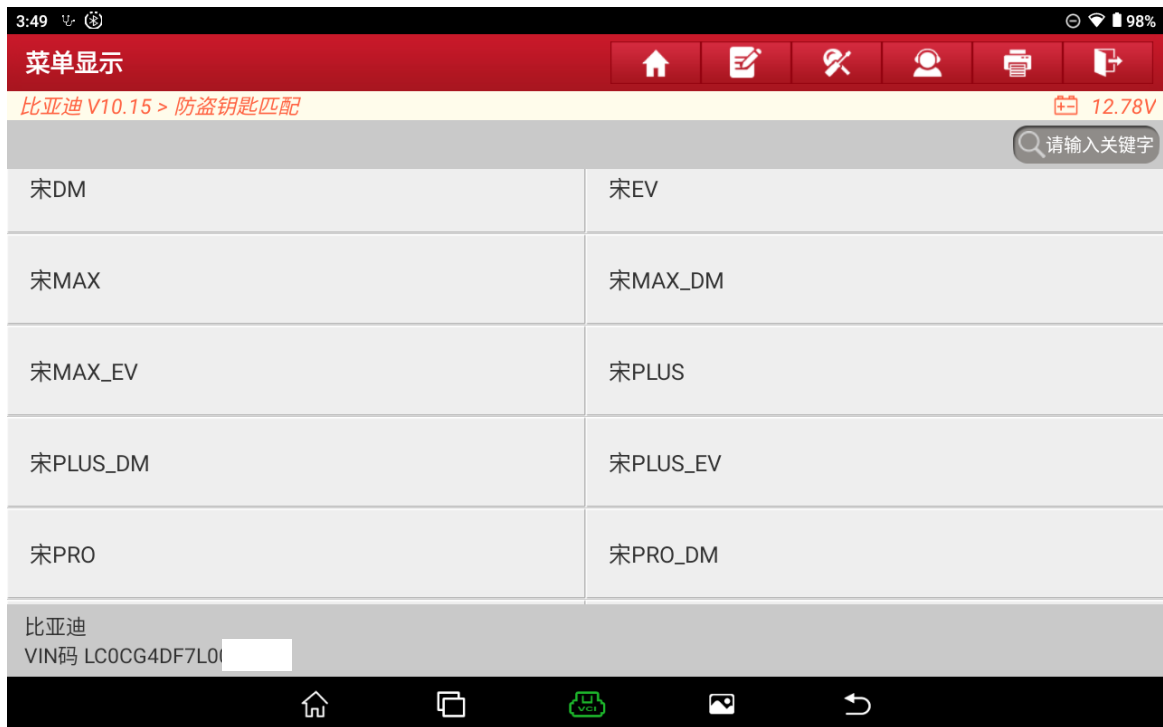 3:49 98%
菜单显示
比亚迪 V10.15 > 防盗钥匙匹配 12.78V
请输入关键字
宋DM 宋EV
宋MAX 宋MAX_DM
宋MAX_EV 宋PLUS
宋PLUS_DM 宋PLUS_EV
宋PRO 宋PRO_DM
比亚迪
VIN码 LC0CG4DF7L0
VCI